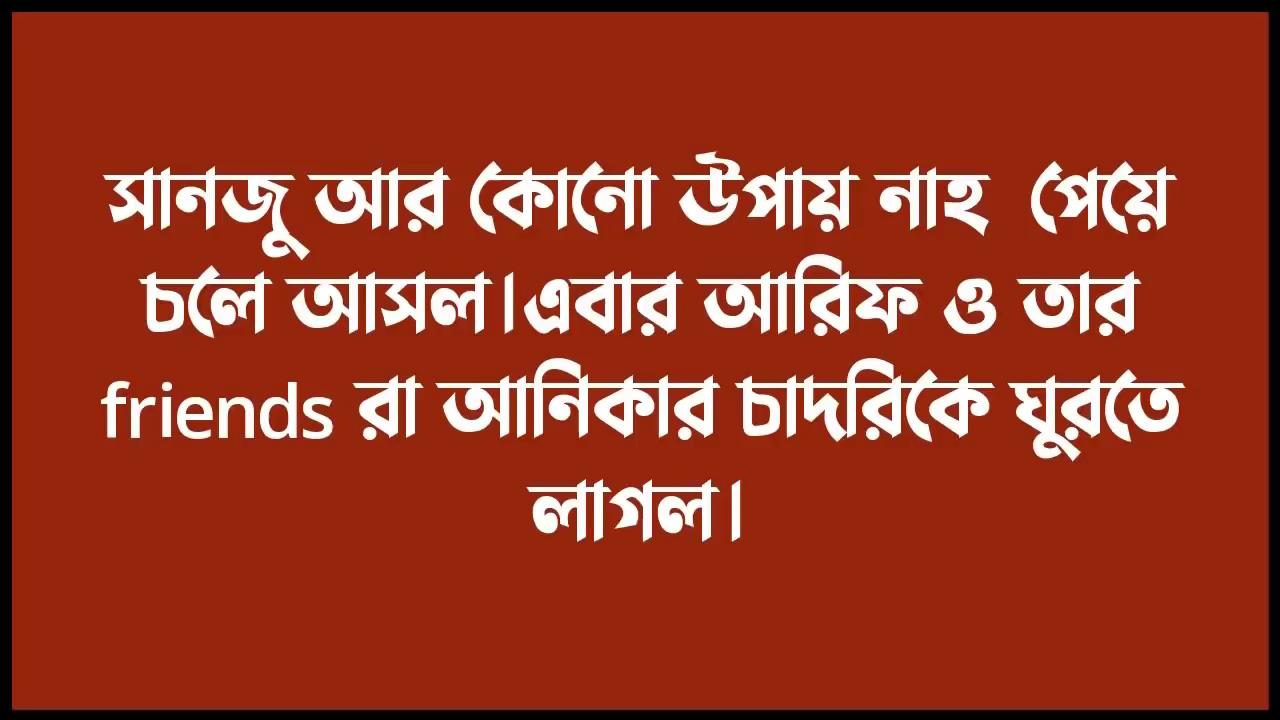 সানজু আর কোনো উপায় নাহ পেয়ে
চলে আসল।এবার আরিফ ও তার
friends রা আনিকার চাদরিকে ঘুরতে
লাগল।